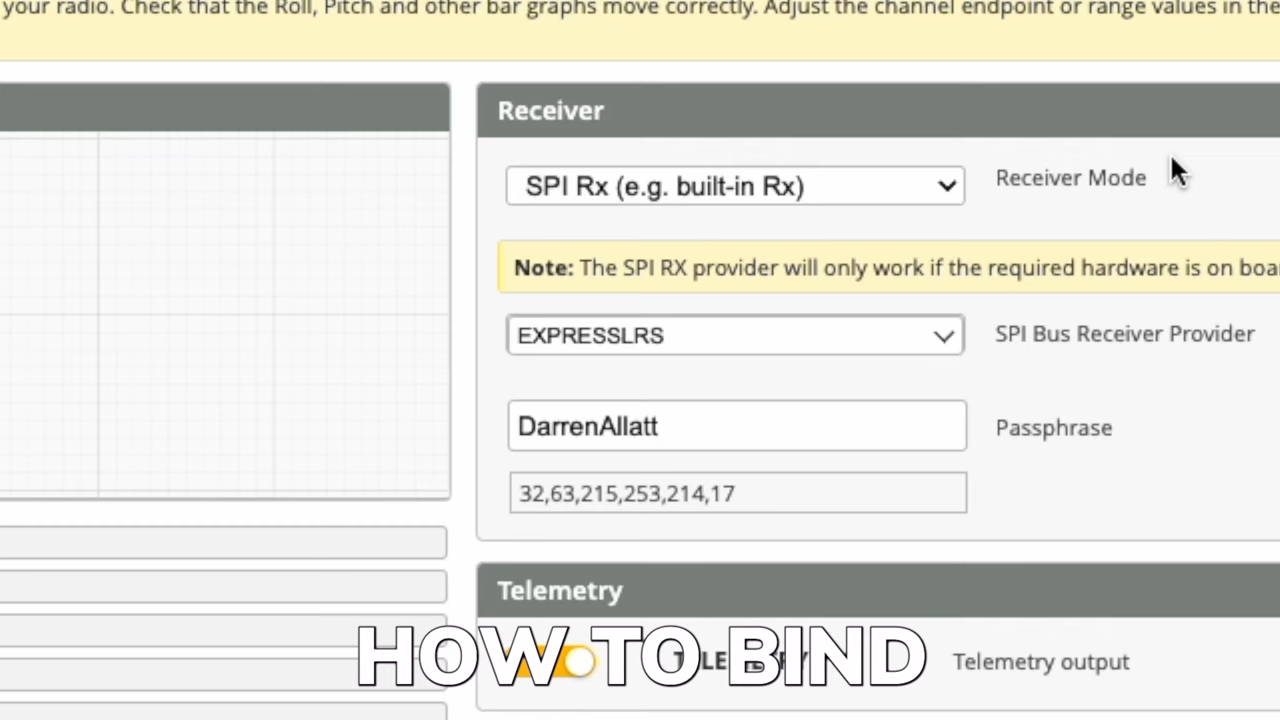 your radio. Check that the Roll, Pitch and other bar graphs move correctly. Adjust the channel endpoint or range values in the
Receiver
SPI Rx (e.g. built-in Rx)
Receiver Mode
Note: The SPI RX provider will only work if the required hardware is on
EXPRESSLRS
SPI Bus Receiver Provider
DarrenAllatt
Passphrase
32,63,215,253,214,17
Telemetry
TELEMETRY
Telemetry output
HOW TO BIND